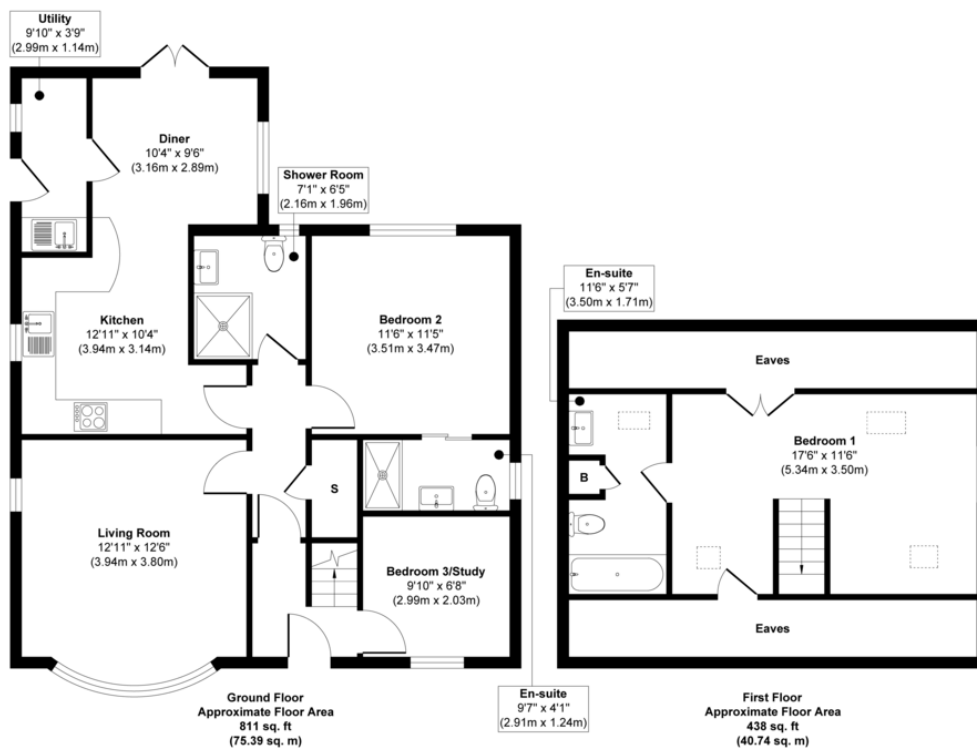 Utility
9'10" x 3'9"
(2.99m x 1.14m)
Diner
10'4" x 9'6"
(3.16m x 2.89m)
Shower Room
7'1" x 6'5"
(2.16m x 1.96m)
Kitchen
12'11" x 10'4"
(3.94m x 3.14m)
Bedroom 2
11'6" x 11'5"
(3.51m x 3.47m)
Living Room
12'11" x 12'6"
(3.94m x 3.80m)
S
Bedroom 3/Study
9'10" x 6'8"
(2.99m x 2.03m)
En-suite
9'7" x 4'1"
(2.91m x 1.24m)
Ground Floor
Approximate Floor Area
811 sq. ft
(75.39 sq. m)
En-suite
11'6" x 5'7"
(3.50m x 1.71m)
Eaves
Bedroom 1
17'6" x 11'6"
(5.34m x 3.50m)
B
Eaves
First Floor
Approximate Floor Area
438 sq. ft
(40.74 sq. m)